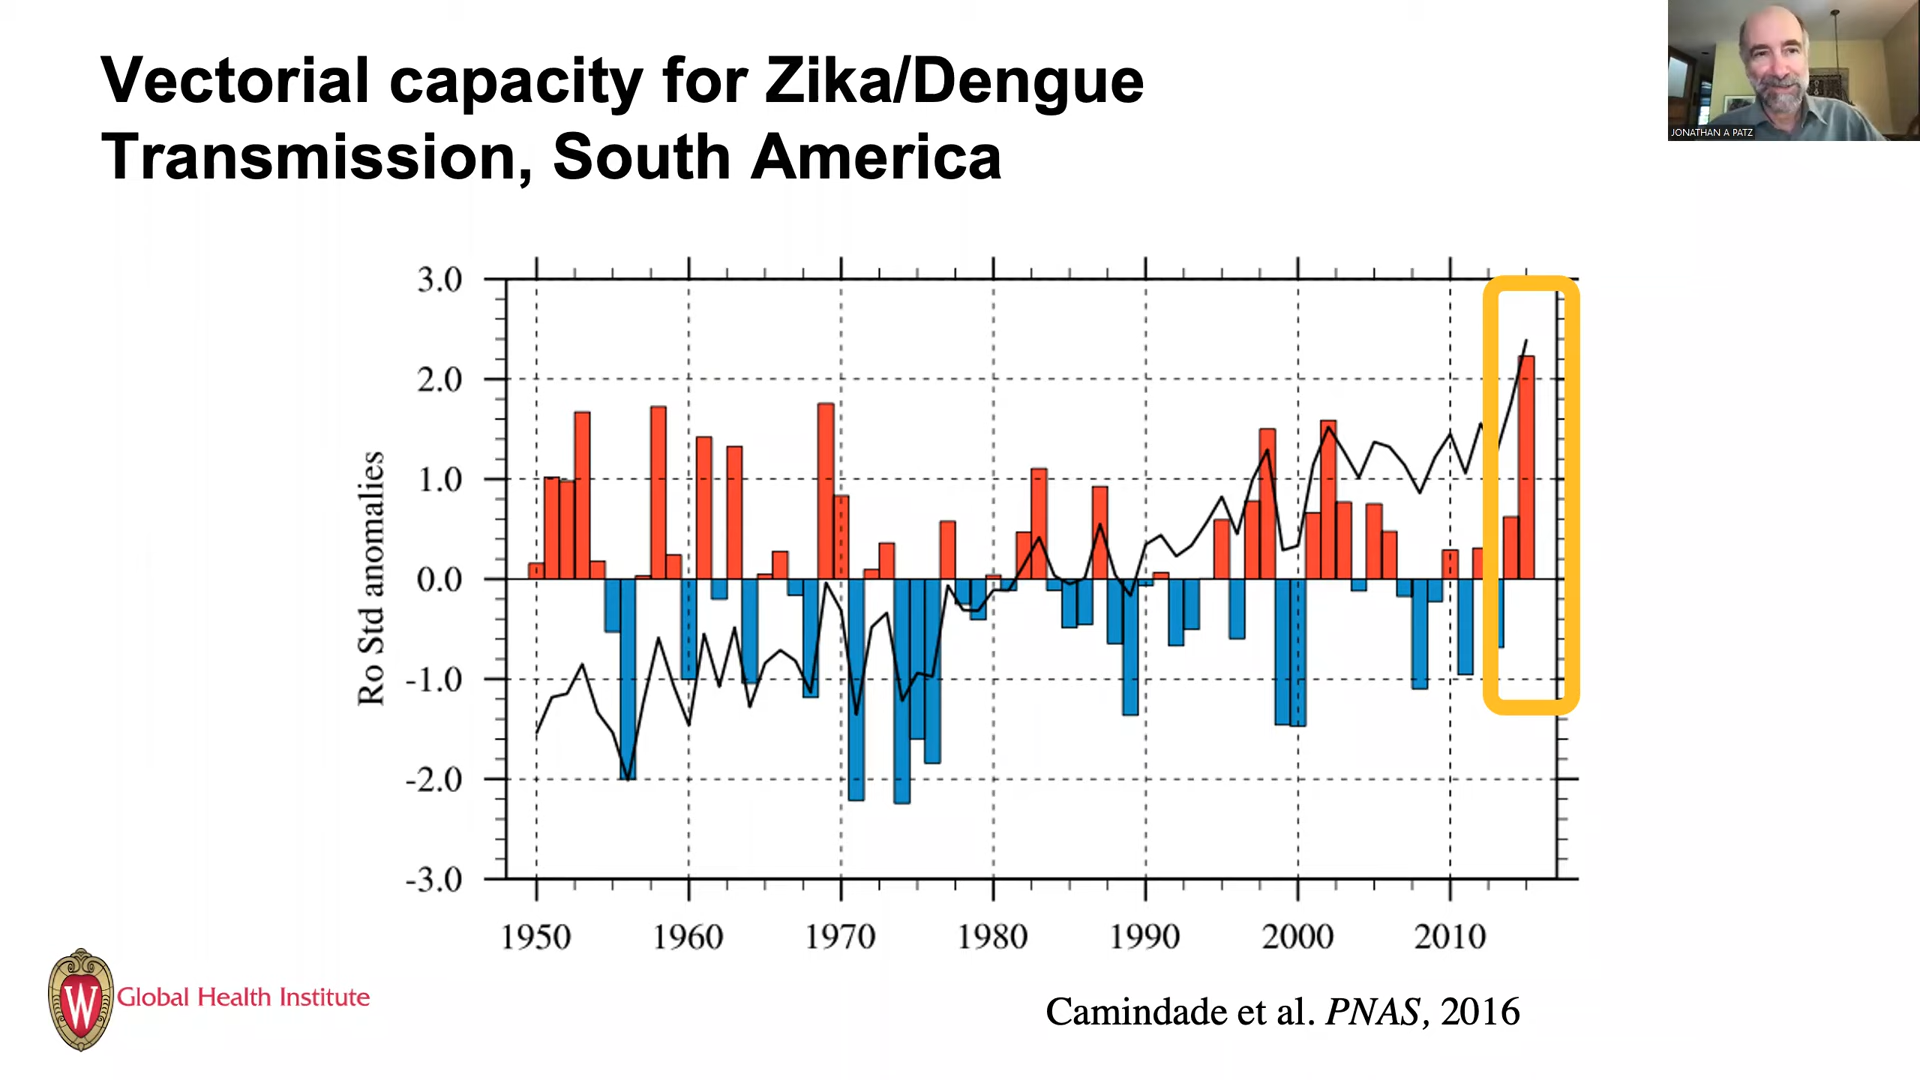 Vectorial capacity for Zika/Dengue
Transmission, South America
JONATHAN A PATZ
3.0
2.0
1.0
0.0
-1.0
-2.0
-3.0
Ro Std anomalies
1950 1960 1970 1980 1990 2000 2010
W Global Health Institute
Camindade et al. PNAS, 2016